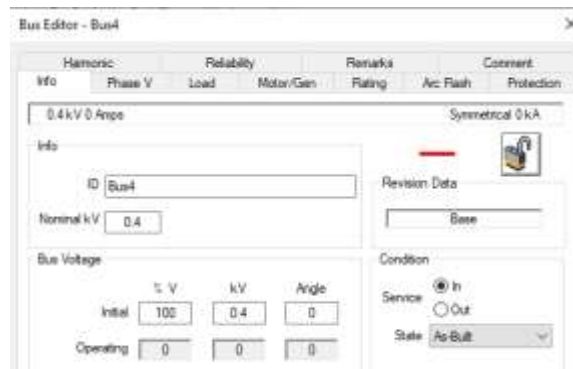 Bus Editor - Bus4
Harmonic Reliability Remarks Comment
Info Phase V Load Motor/Gen Rating Arc Flash Protection
0.4 kV 0 Amps Symmetrical 0 kA
Info
ID Bus4
Revision Data
Nominal kV 0.4
Base
Bus Voltage
Condition
% V kV Angle
Service In
Initial 100 0.4 0
Out
State As-Built
Operating 0 0 0